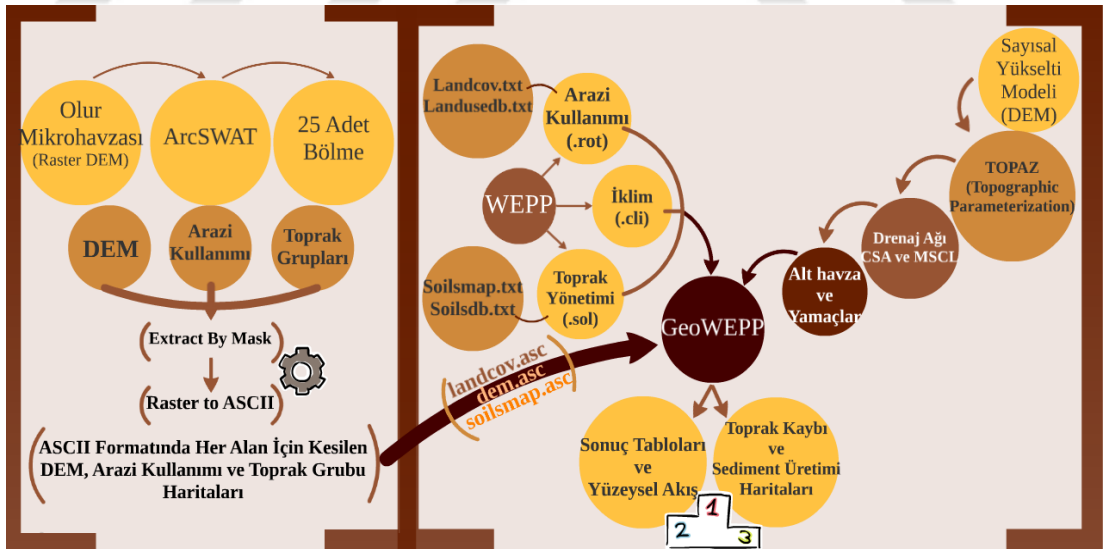 Olur
Mikrohavzası
(Raster DEM)
ArcSWAT
25 Adet
Bölme
DEM
Arazi
Kullanımı
Toprak
Grupları
Extract By Mask
Raster to ASCII
ASCII Formatında Her Alan İçin Kesilen
DEM, Arazi Kullanımı ve Toprak Grubu
Haritaları
Landcov.txt
Landusedb.txt
Arazi
Kullanımı
(.rot)
WEPP
İklim
(.cli)
Soilsmap.txt
Soilsdb.txt
Toprak
Yönetimi
(.sol)
landcov.asc
dem.asc
soilsmap.asc
GeoWEPP
Sayısal
Yükselti
Modeli
(DEM)
TOPAZ
(Topographic
Parameterization)
Drenaj Ağı
CSA ve MSCL
Alt havza
ve
Yamaçlar
Sonuç Tabloları
ve
Yüzeysel Akış
Toprak Kaybı
ve
Sediment Üretimi
Haritaları
1
2
3